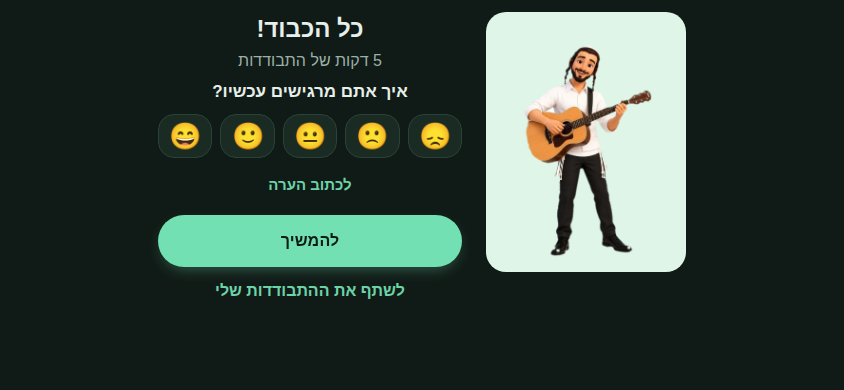 כל הכבוד!
5 דקות של התבודדות
איך אתם מרגישים עכשיו?
לכתוב הערה
להמשיך
לשתף את ההתבודדות שלי